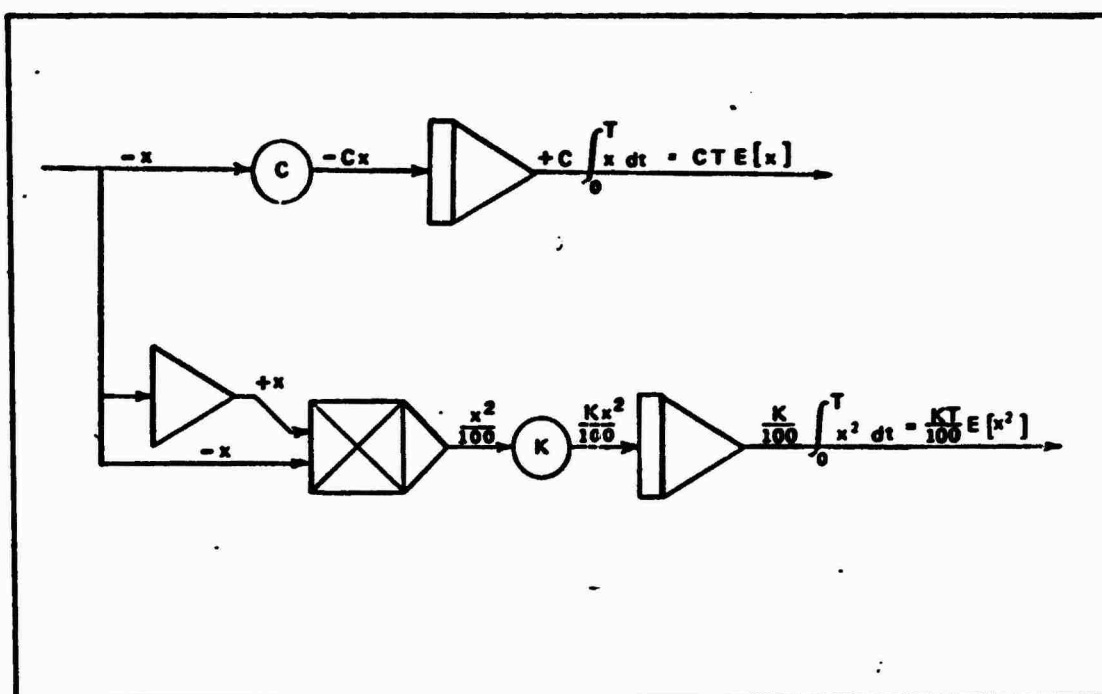 -x
C
-Cx
+C ∫₀ᵀ x dt = CT E[x]
+x
-x
x²/100
K
Kx²/100
K/100 ∫₀ᵀ x² dt = KT/100 E[x²]